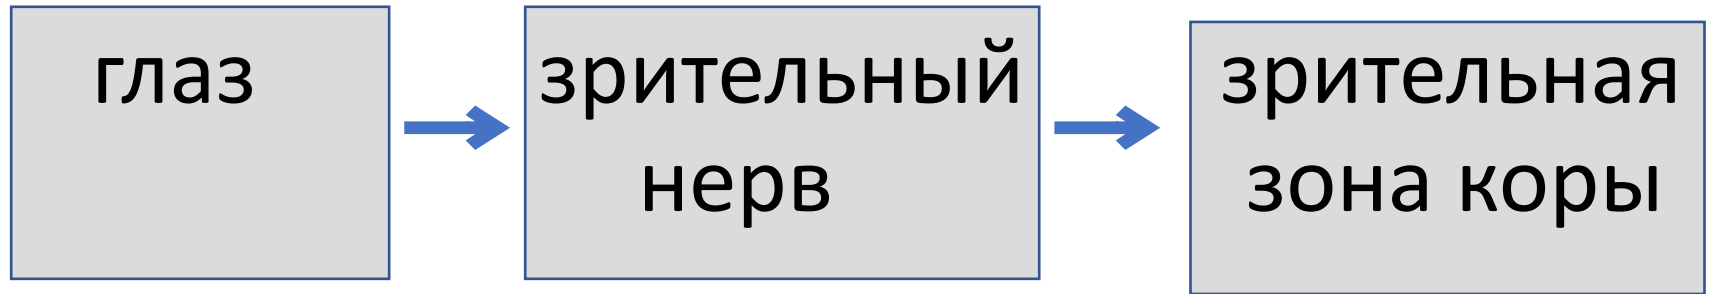 глаз
зрительный
нерв
зрительная
зона коры